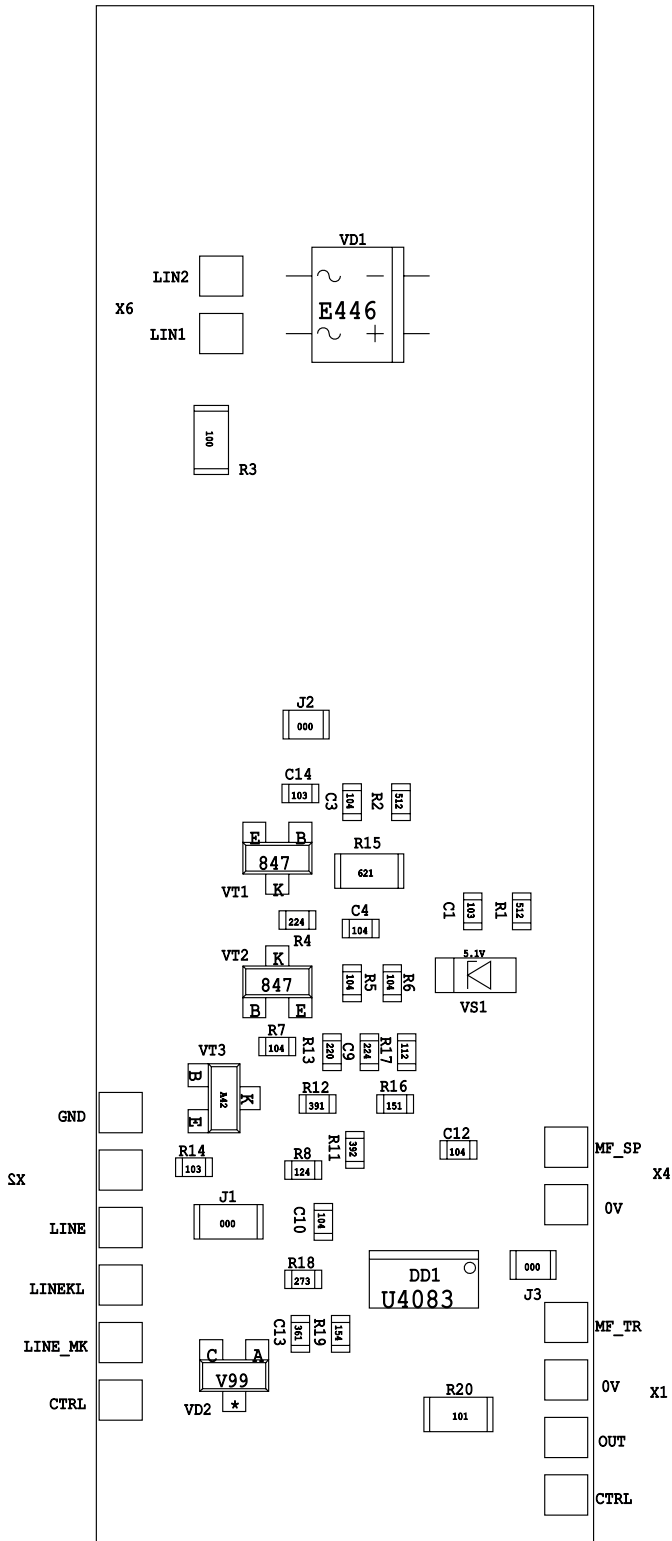 VD1
LIN2
E446
X6
LIN1
100
R3
J2
000
C14
103
C3
104
R2
512
E B
847
K
VT1
R15
621
224
R4
C4
104
C1
103
R1
512
VT2
K
847
B E
104
R5
104
R6
5.1V
VS1
R7
104
R13
220
C9
224
R17
112
VT3
B
A42
K
E
R12
391
R16
151
GND
R14
103
R8
124
R11
392
C12
104
MF_SP
X4
X2
J1
000
C10
104
0V
LINE
R18
273
DD1
U4083
000
J3
LINEKL
C13
361
R19
154
MF_TR
LINE_MK
C A
V99
*
VD2
R20
101
0V
X1
CTRL
OUT
CTRL